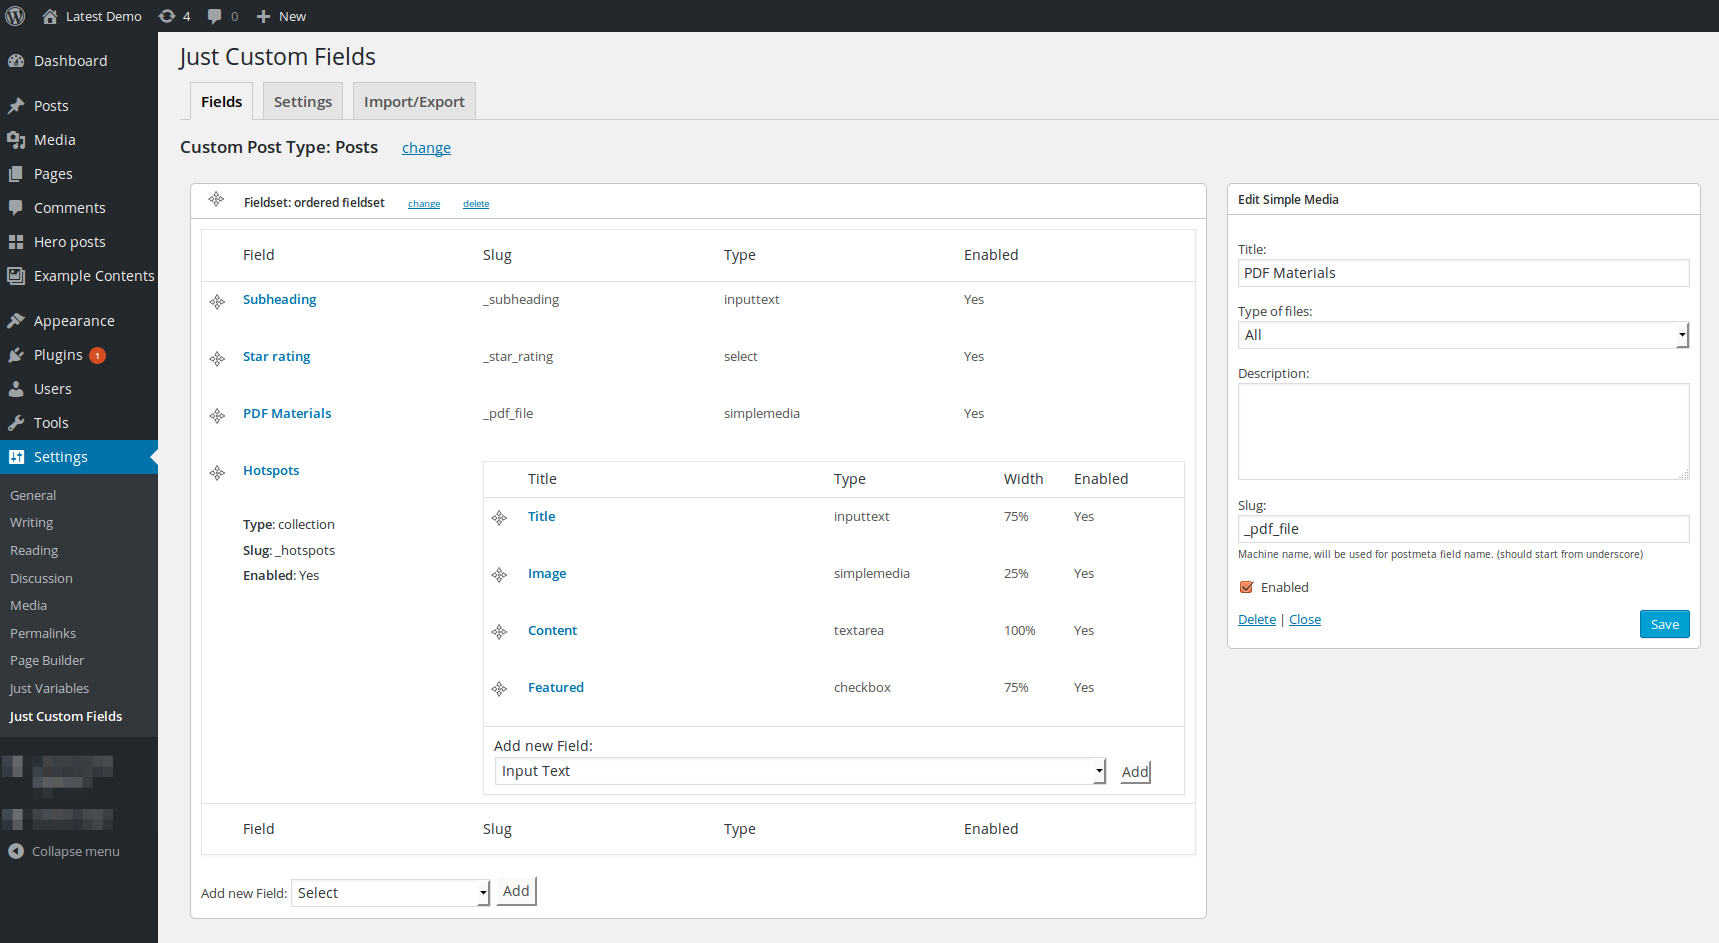 Latest Demo 4 0 New
Dashboard
Posts
Media
Pages
Comments
Hero posts
Example Contents
Appearance
Plugins 1
Users
Tools
Settings
General
Writing
Reading
Discussion
Media
Permalinks
Page Builder
Just Variables
Just Custom Fields
Collapse menu
Just Custom Fields
Fields Settings Import/Export
Custom Post Type: Posts change
Fieldset: ordered fieldset change delete
Field Slug Type Enabled
Subheading _subheading inputtext Yes
Star rating _star_rating select Yes
PDF Materials _pdf_file simplemedia Yes
Hotspots
Type: collection
Slug: _hotspots
Enabled: Yes
Title Type Width Enabled
Title inputtext 75% Yes
Image simplemedia 25% Yes
Content textarea 100% Yes
Featured checkbox 75% Yes
Add new Field:
Input Text Add
Field Slug Type Enabled
Add new Field: Select Add
Edit Simple Media
Title:
PDF Materials
Type of files:
All
Description:
Slug:
_pdf_file
Machine name, will be used for postmeta field name. (should start from underscore)
Enabled
Delete | Close Save